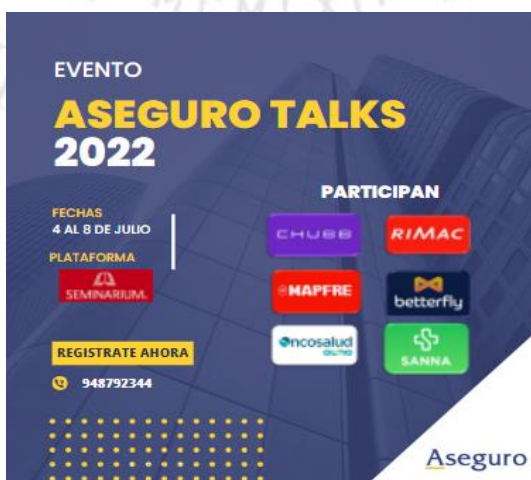 EVENTO
ASEGURO TALKS
2022
FECHAS
4 AL 8 DE JULIO
PLATAFORMA
SEMINARIUM
REGISTRATE AHORA
948792344
PARTICIPAN
CHUBB
RIMAC
MAPFRE
betterfly
Oncosalud
auna
SANNA
Aseguro